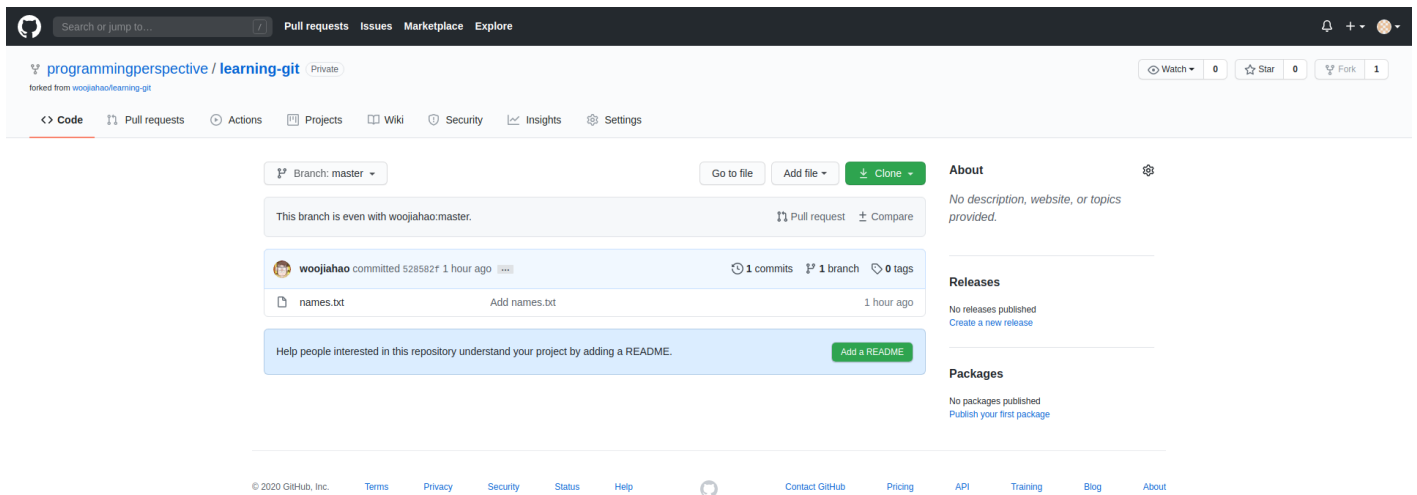 Search or jump to... / Pull requests Issues Marketplace Explore
programmingperspective / learning-git Private Watch 0 Star 0 Fork 1
forked from woojiahao/learning-git
<> Code Pull requests Actions Projects Wiki Security Insights Settings
Branch: master Go to file Add file Clone
About
No description, website, or topics provided.
This branch is even with woojiahao:master. Pull request Compare
woojiahao committed 528582f 1 hour ago ... 1 commits 1 branch 0 tags
names.txt Add names.txt 1 hour ago
Releases
No releases published
Create a new release
Help people interested in this repository understand your project by adding a README. Add a README
Packages
No packages published
Publish your first package
© 2020 GitHub, Inc. Terms Privacy Security Status Help Contact GitHub Pricing API Training Blog About